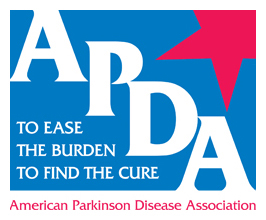 APDA
TO EASE
THE BURDEN
TO FIND THE CURE
American Parkinson Disease Association